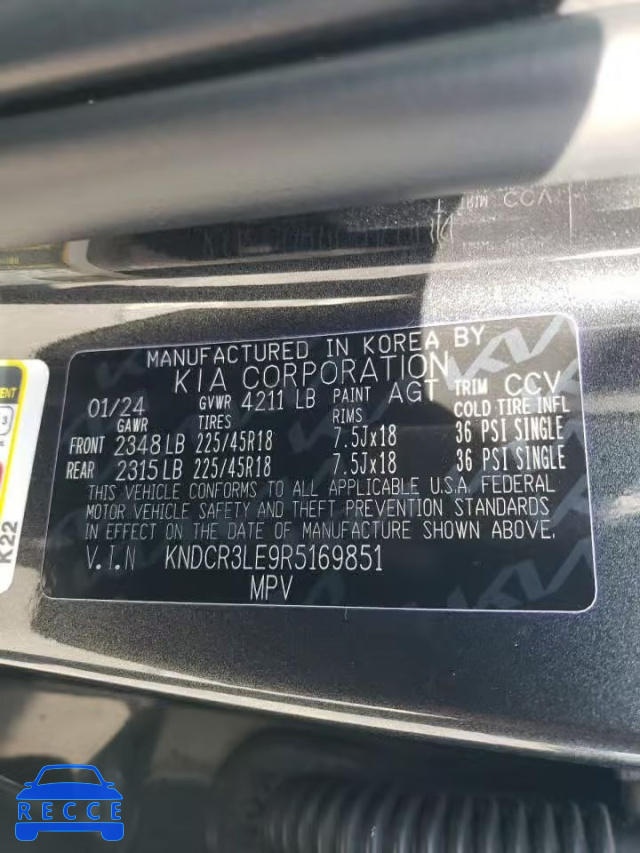 TRIM CCV
MANUFACTURED IN KOREA BY
KIA CORPORATION
01/24 GVWR 4211 LB PAINT AGT TRIM CCV
GAWR TIRES RIMS COLD TIRE INFL
FRONT 2348 LB 225/45R18 7.5Jx18 36 PSI SINGLE
REAR 2315 LB 225/45R18 7.5Jx18 36 PSI SINGLE
THIS VEHICLE CONFORMS TO ALL APPLICABLE U.S.A. FEDERAL
MOTOR VEHICLE SAFETY AND THEFT PREVENTION STANDARDS
IN EFFECT ON THE DATE OF MANUFACTURE SHOWN ABOVE.
V.I.N KNDCR3LE9R5169851
MPV
3
K22
RECCE